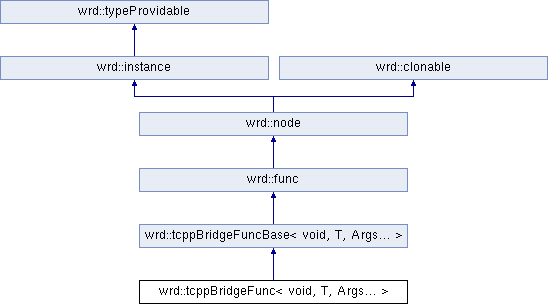 wrd::typeProvidable
wrd::instance
wrd::clonable
wrd::node
wrd::func
wrd::tcppBridgeFuncBase< void, T, Args... >
wrd::tcppBridgeFunc< void, T, Args... >